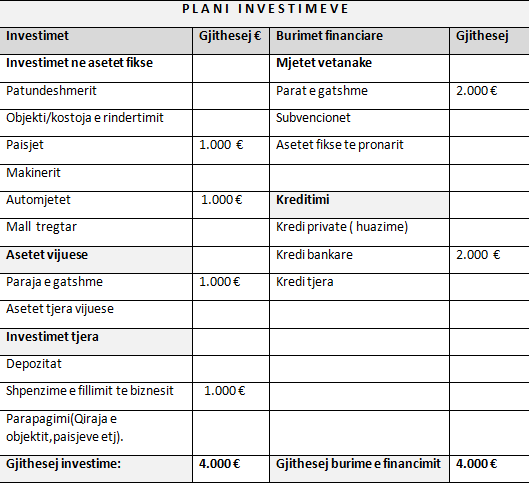 PLANI INVESTIMEVE
Investimet Gjithesej € Burimet financiare Gjithesej
Investimet ne asetet fikse Mjetet vetanake
Patundeshmerit Parat e gatshme 2.000 €
Objekti/kostoja e rindertimit Subvencionet
Paisjet 1.000 € Asetet fikse te pronarit
Makinerit
Automjetet 1.000 € Kreditimi
Mall tregtar Kredi private ( huazime)
Asetet vijuese Kredi bankare 2.000 €
Paraja e gatshme 1.000 € Kredi tjera
Asetet tjera vijuese
Investimet tjera
Depozitat
Shpenzime e fillimit te biznesit 1.000 €
Parapagimi(Qiraja e
objektit,paisjeve etj).
Gjithesej investime: 4.000 € Gjithesej burime e financimit 4.000 €